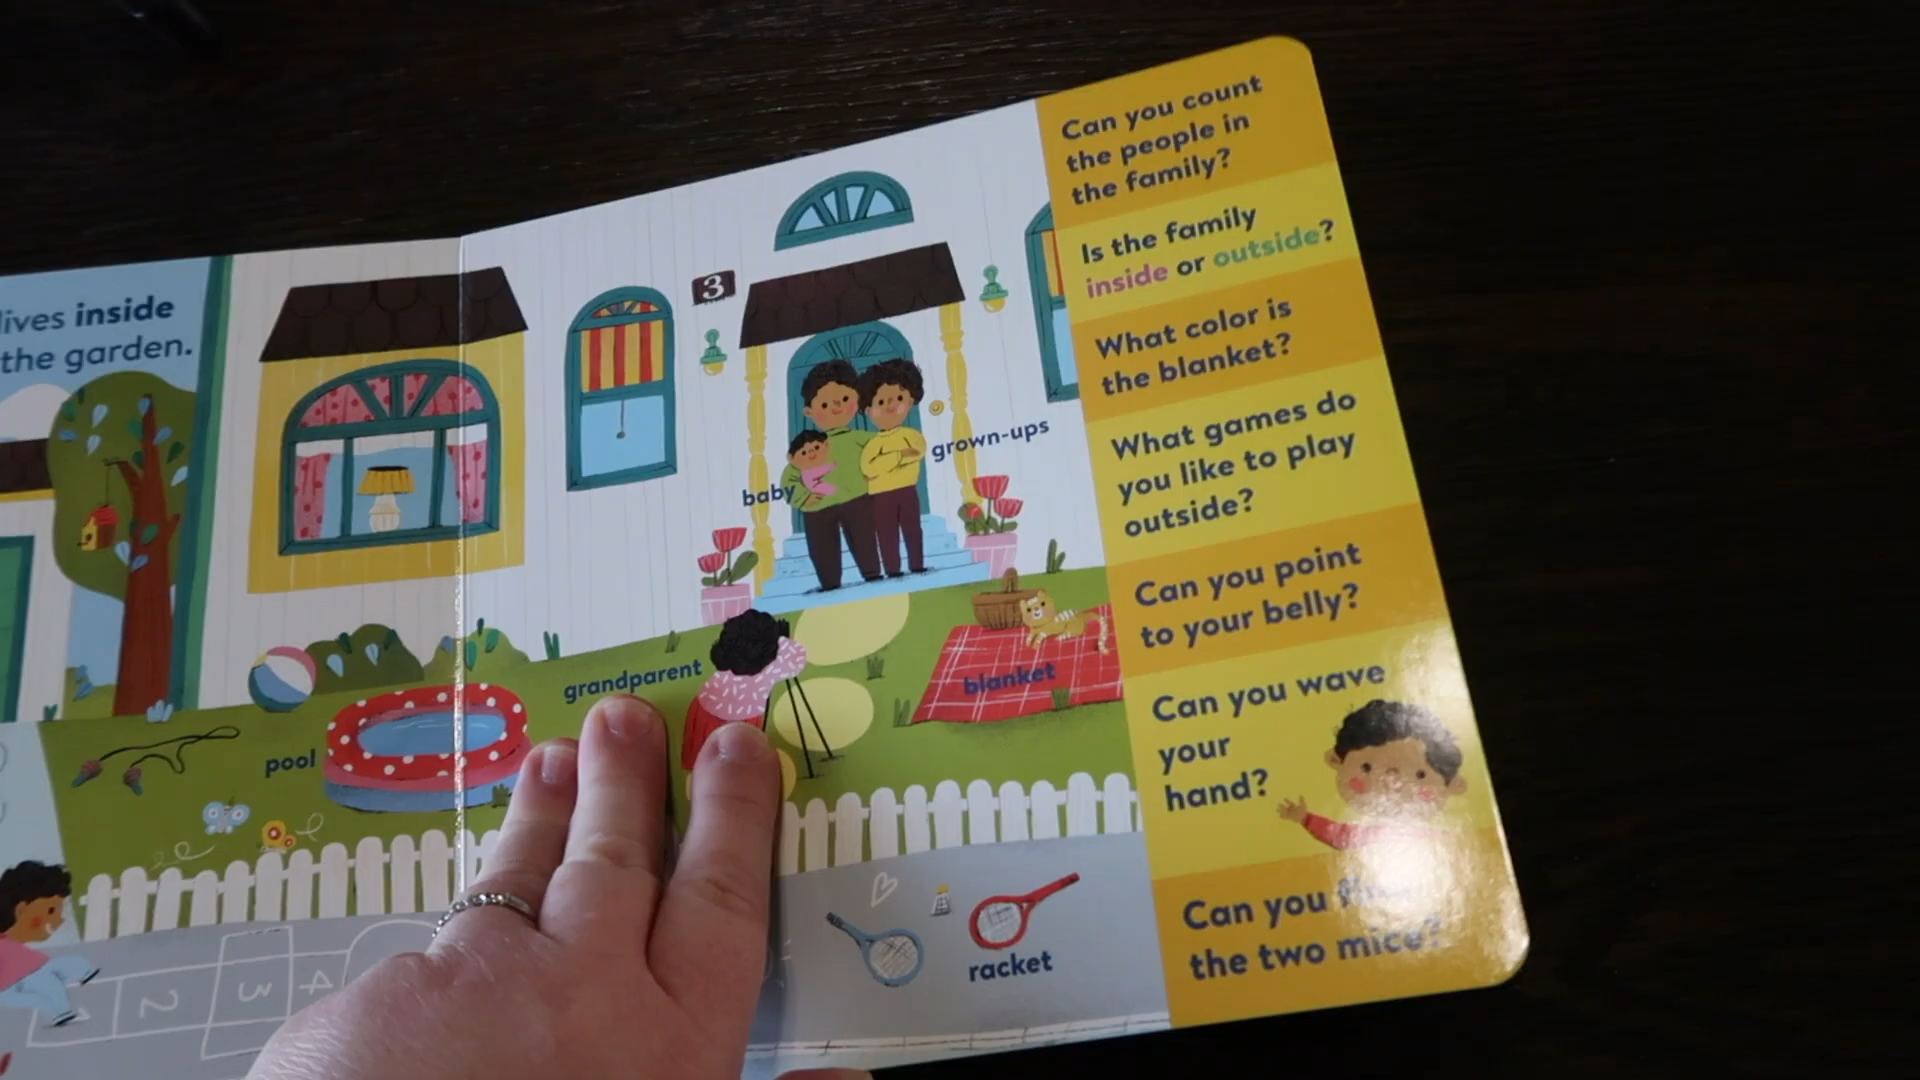 lives inside
the garden.
3
grown-ups
baby
grandparent
blanket
pool
racket
2
3
4
Can you count
the people in
the family?
Is the family
inside or outside?
What color is
the blanket?
What games do
you like to play
outside?
Can you point
to your belly?
Can you wave
your
hand?
Can you
the two mice?